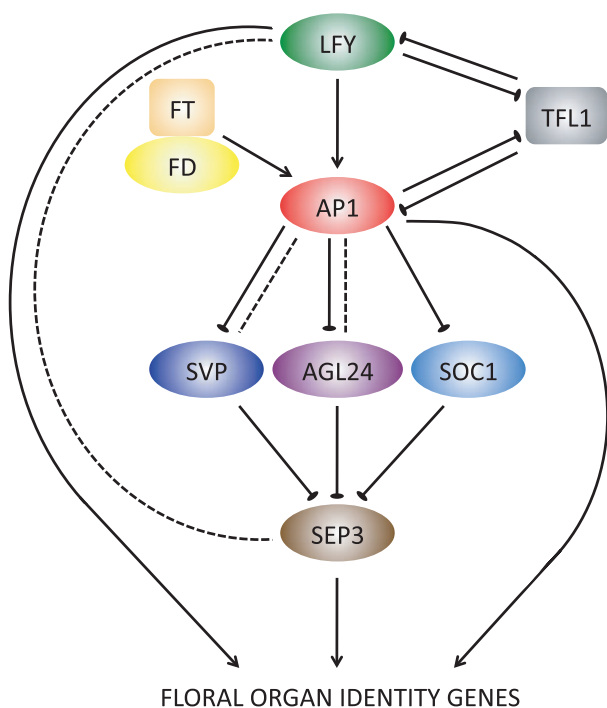 LFY
FT
TFL1
FD
AP1
SVP
AGL24
SOC1
SEP3
FLORAL ORGAN IDENTITY GENES